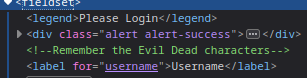 <fieldset>
<legend>Please Login</legend>
<div class="alert alert-success">⋯</div>
<!--Remember the Evil Dead characters-->
<label for="username">Username</label>